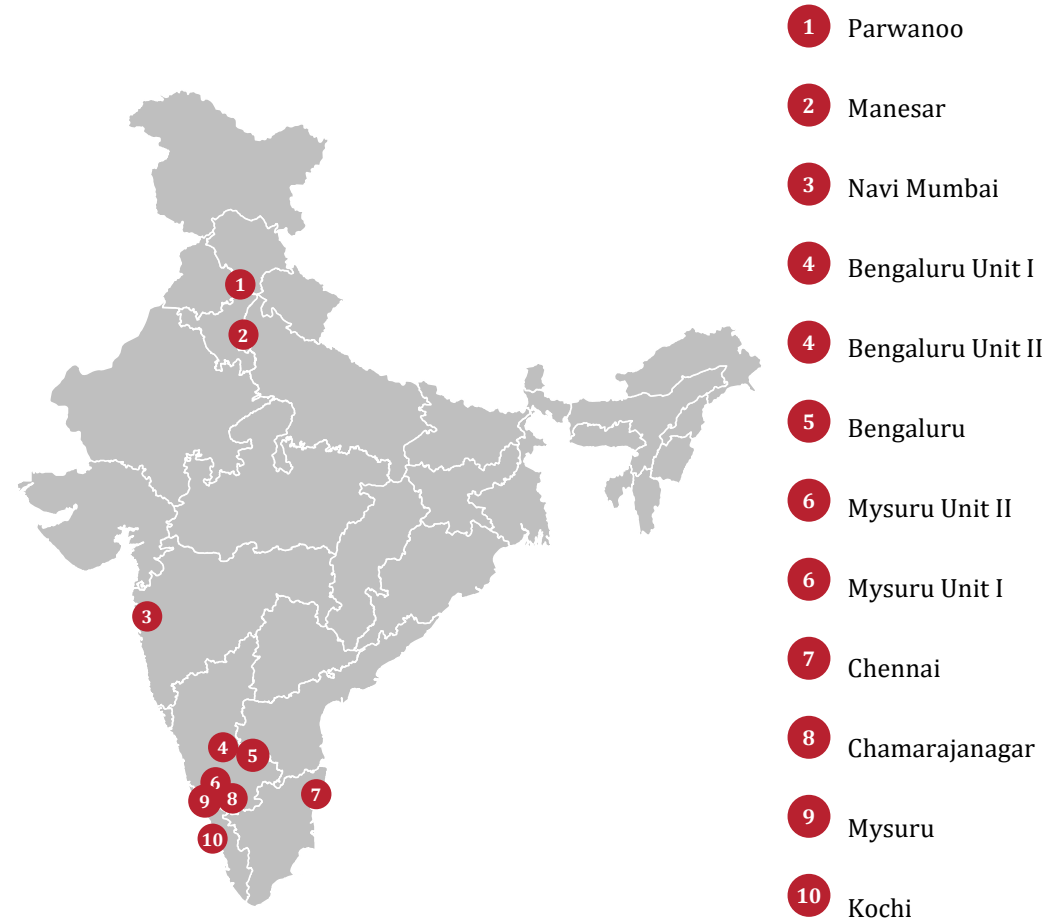 1 Parwanoo
2 Manesar
3 Navi Mumbai
4 Bengaluru Unit I
4 Bengaluru Unit II
5 Bengaluru
6 Mysuru Unit II
6 Mysuru Unit I
7 Chennai
8 Chamarajanagar
9 Mysuru
10 Kochi
1
2
3
4
5
6
7
8
9
10